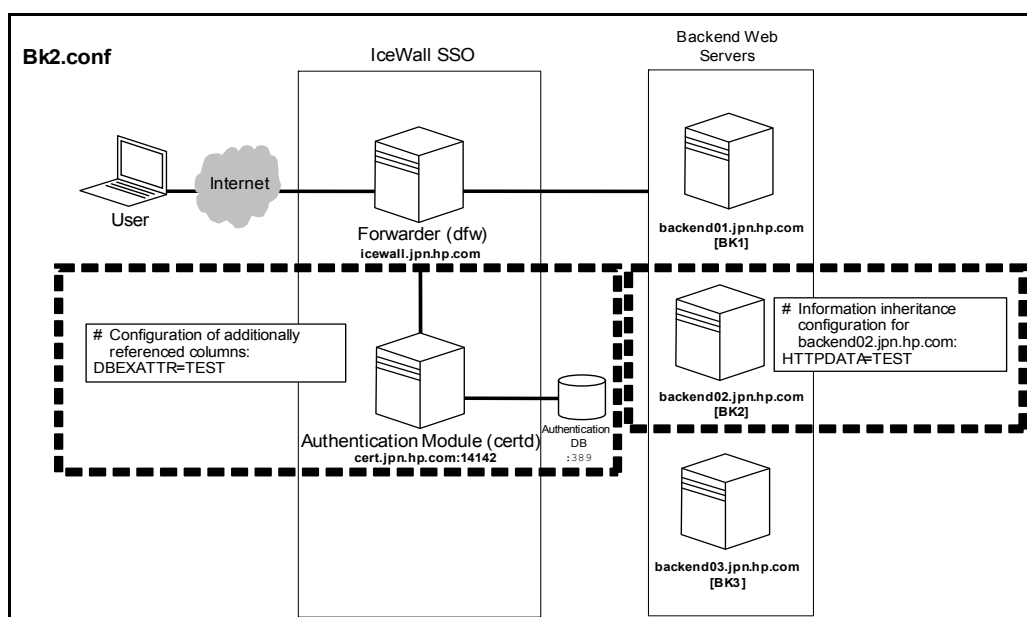 Bk2.conf
IceWall SSO
Backend Web
Servers
Internet
User
Forwarder (dfw)
icewall.jpn.hp.com
backend01.jpn.hp.com
[BK1]
# Configuration of additionally
referenced columns:
DBEXATTR=TEST
# Information inheritance
configuration for
backend02.jpn.hp.com:
HTTPDATA=TEST
backend02.jpn.hp.com
[BK2]
Authentication Module (certd)
cert.jpn.hp.com:14142
Authentication
DB
:389
backend03.jpn.hp.com
[BK3]